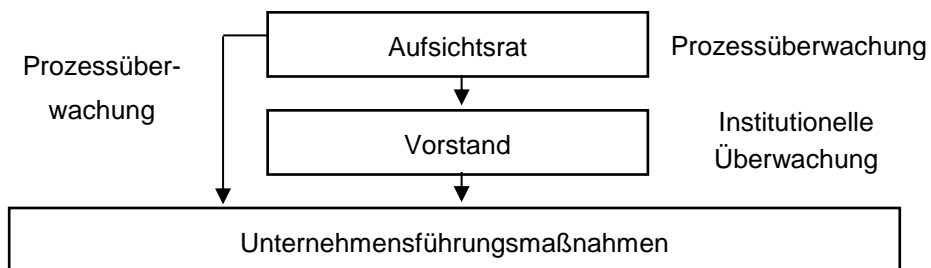 Aufsichtsrat
Prozessüberwachung
Prozessüber-
wachung
Vorstand
Institutionelle
Überwachung
Unternehmensführungsmaßnahmen